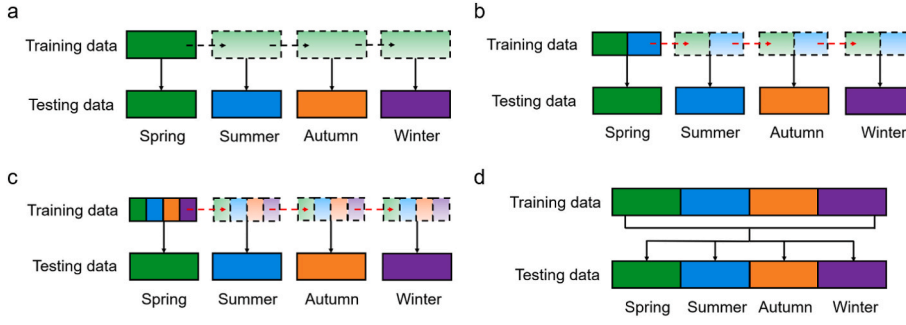 a
Training data
Testing data
Spring Summer Autumn Winter
b
Training data
Testing data
Spring Summer Autumn Winter
c
Training data
Testing data
Spring Summer Autumn Winter
d
Training data
Testing data
Spring Summer Autumn Winter